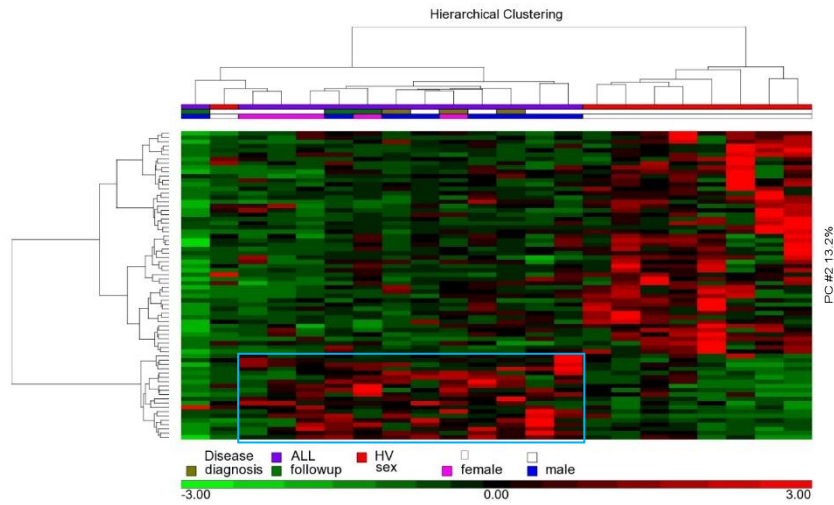 Hierarchical Clustering
PC #2 13.2%
Disease ALL HV
diagnosis followup sex female male
-3.00 0.00 3.00